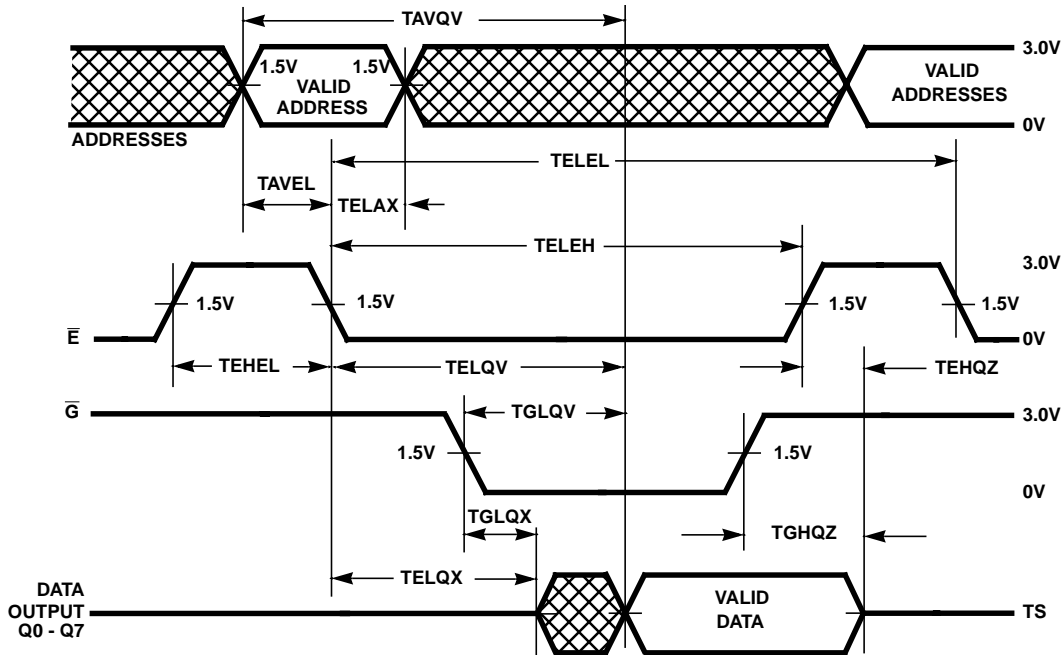 TAVQV
3.0V
1.5V
1.5V
VALID
ADDRESS
VALID
ADDRESSES
0V
ADDRESSES
TELEL
TAVEL
TELAX
TELEH
3.0V
1.5V
1.5V
1.5V
1.5V
E
0V
TEHEL
TELQV
TEHQZ
G
TGLQV
3.0V
1.5V
1.5V
0V
TGLQX
TGHQZ
TELQX
DATA
OUTPUT
Q0 - Q7
VALID
DATA
TS